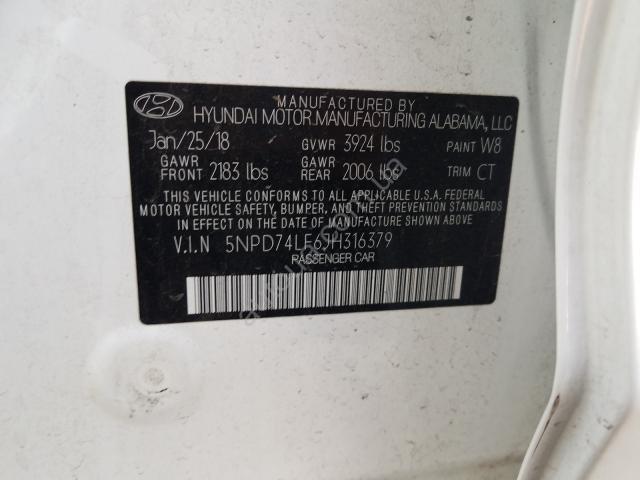 MANUFACTURED BY
HYUNDAI MOTOR MANUFACTURING ALABAMA, LLC
Jan/25/18 GVWR 3924 lbs PAINT W8
GAWR FRONT 2183 lbs GAWR REAR 2006 lbs TRIM CT
THIS VEHICLE CONFORMS TO ALL APPLICABLE U.S.A. FEDERAL
MOTOR VEHICLE SAFETY, BUMPER, AND THEFT PREVENTION STANDARDS
IN EFFECT ON THE DATE OF MANUFACTURE SHOWN ABOVE.
V.I.N 5NPD74LF6JH316379
PASSENGER CAR